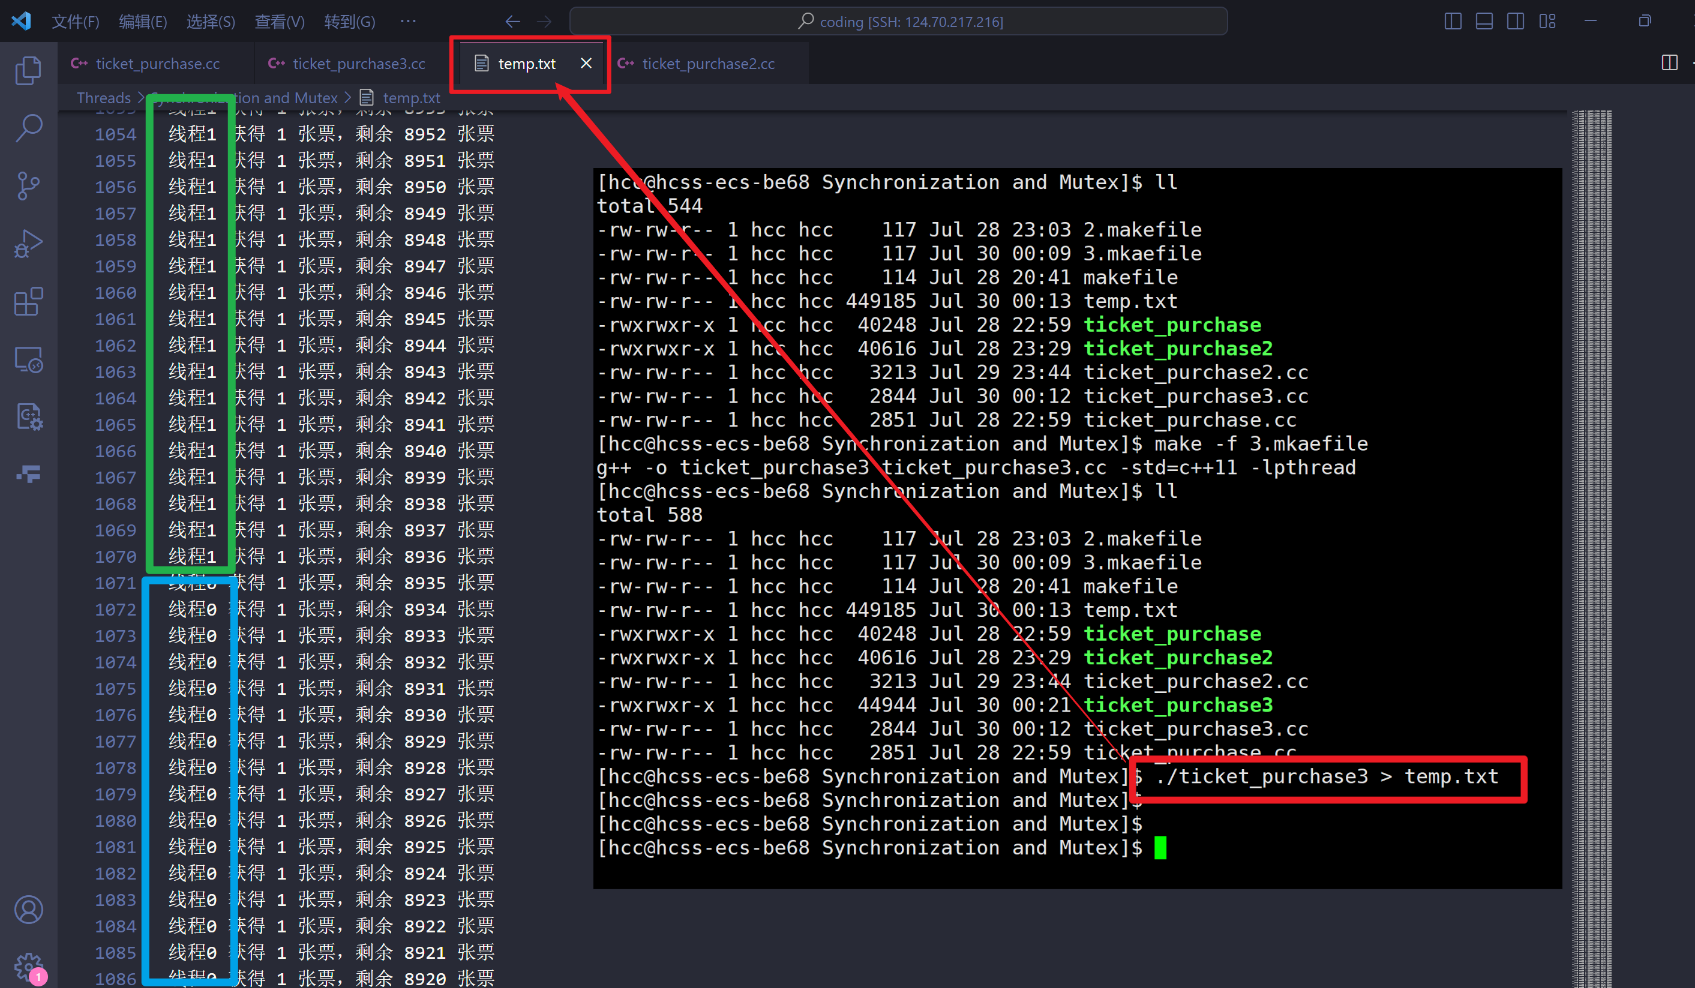 文件(F) 编辑(E) 选择(S) 查看(V) 转到(G) ··· ← → coding [SSH: 124.70.217.216]
C++ ticket_purchase.cc C++ ticket_purchase3.cc temp.txt × C++ ticket_purchase2.cc
Threads > Synchronization and Mutex > temp.txt
1054 线程1 获得 1 张票，剩余 8952 张票
1055 线程1 获得 1 张票，剩余 8951 张票
1056 线程1 获得 1 张票，剩余 8950 张票
1057 线程1 获得 1 张票，剩余 8949 张票
1058 线程1 获得 1 张票，剩余 8948 张票
1059 线程1 获得 1 张票，剩余 8947 张票
1060 线程1 获得 1 张票，剩余 8946 张票
1061 线程1 获得 1 张票，剩余 8945 张票
1062 线程1 获得 1 张票，剩余 8944 张票
1063 线程1 获得 1 张票，剩余 8943 张票
1064 线程1 获得 1 张票，剩余 8942 张票
1065 线程1 获得 1 张票，剩余 8941 张票
1066 线程1 获得 1 张票，剩余 8940 张票
1067 线程1 获得 1 张票，剩余 8939 张票
1068 线程1 获得 1 张票，剩余 8938 张票
1069 线程1 获得 1 张票，剩余 8937 张票
1070 线程1 获得 1 张票，剩余 8936 张票
1071 线程0 获得 1 张票，剩余 8935 张票
1072 线程0 获得 1 张票，剩余 8934 张票
1073 线程0 获得 1 张票，剩余 8933 张票
1074 线程0 获得 1 张票，剩余 8932 张票
1075 线程0 获得 1 张票，剩余 8931 张票
1076 线程0 获得 1 张票，剩余 8930 张票
1077 线程0 获得 1 张票，剩余 8929 张票
1078 线程0 获得 1 张票，剩余 8928 张票
1079 线程0 获得 1 张票，剩余 8927 张票
1080 线程0 获得 1 张票，剩余 8926 张票
1081 线程0 获得 1 张票，剩余 8925 张票
1082 线程0 获得 1 张票，剩余 8924 张票
1083 线程0 获得 1 张票，剩余 8923 张票
1084 线程0 获得 1 张票，剩余 8922 张票
1085 线程0 获得 1 张票，剩余 8921 张票
1086 线程0 获得 1 张票，剩余 8920 张票
[hcc@hcss-ecs-be68 Synchronization and Mutex]$ ll
total 544
-rw-rw-r-- 1 hcc hcc 117 Jul 28 23:03 2.makefile
-rw-rw-r-- 1 hcc hcc 117 Jul 30 00:09 3.mkaefile
-rw-rw-r-- 1 hcc hcc 114 Jul 28 20:41 makefile
-rw-rw-r-- 1 hcc hcc 449185 Jul 30 00:13 temp.txt
-rwxrwxr-x 1 hcc hcc 40248 Jul 28 22:59 ticket_purchase
-rwxrwxr-x 1 hcc hcc 40616 Jul 28 23:29 ticket_purchase2
-rw-rw-r-- 1 hcc hcc 3213 Jul 29 23:44 ticket_purchase2.cc
-rw-rw-r-- 1 hcc hcc 2844 Jul 30 00:12 ticket_purchase3.cc
-rw-rw-r-- 1 hcc hcc 2851 Jul 28 22:59 ticket_purchase.cc
[hcc@hcss-ecs-be68 Synchronization and Mutex]$ make -f 3.mkaefile
g++ -o ticket_purchase3 ticket_purchase3.cc -std=c++11 -lpthread
[hcc@hcss-ecs-be68 Synchronization and Mutex]$ ll
total 588
-rw-rw-r-- 1 hcc hcc 117 Jul 28 23:03 2.makefile
-rw-rw-r-- 1 hcc hcc 117 Jul 30 00:09 3.mkaefile
-rw-rw-r-- 1 hcc hcc 114 Jul 28 20:41 makefile
-rw-rw-r-- 1 hcc hcc 449185 Jul 30 00:13 temp.txt
-rwxrwxr-x 1 hcc hcc 40248 Jul 28 22:59 ticket_purchase
-rwxrwxr-x 1 hcc hcc 40616 Jul 28 23:29 ticket_purchase2
-rw-rw-r-- 1 hcc hcc 3213 Jul 29 23:44 ticket_purchase2.cc
-rwxrwxr-x 1 hcc hcc 44944 Jul 30 00:21 ticket_purchase3
-rw-rw-r-- 1 hcc hcc 2844 Jul 30 00:12 ticket_purchase3.cc
-rw-rw-r-- 1 hcc hcc 2851 Jul 28 22:59 ticket_purchase.cc
[hcc@hcss-ecs-be68 Synchronization and Mutex]$ ./ticket_purchase3 > temp.txt
[hcc@hcss-ecs-be68 Synchronization and Mutex]$
[hcc@hcss-ecs-be68 Synchronization and Mutex]$
[hcc@hcss-ecs-be68 Synchronization and Mutex]$
1